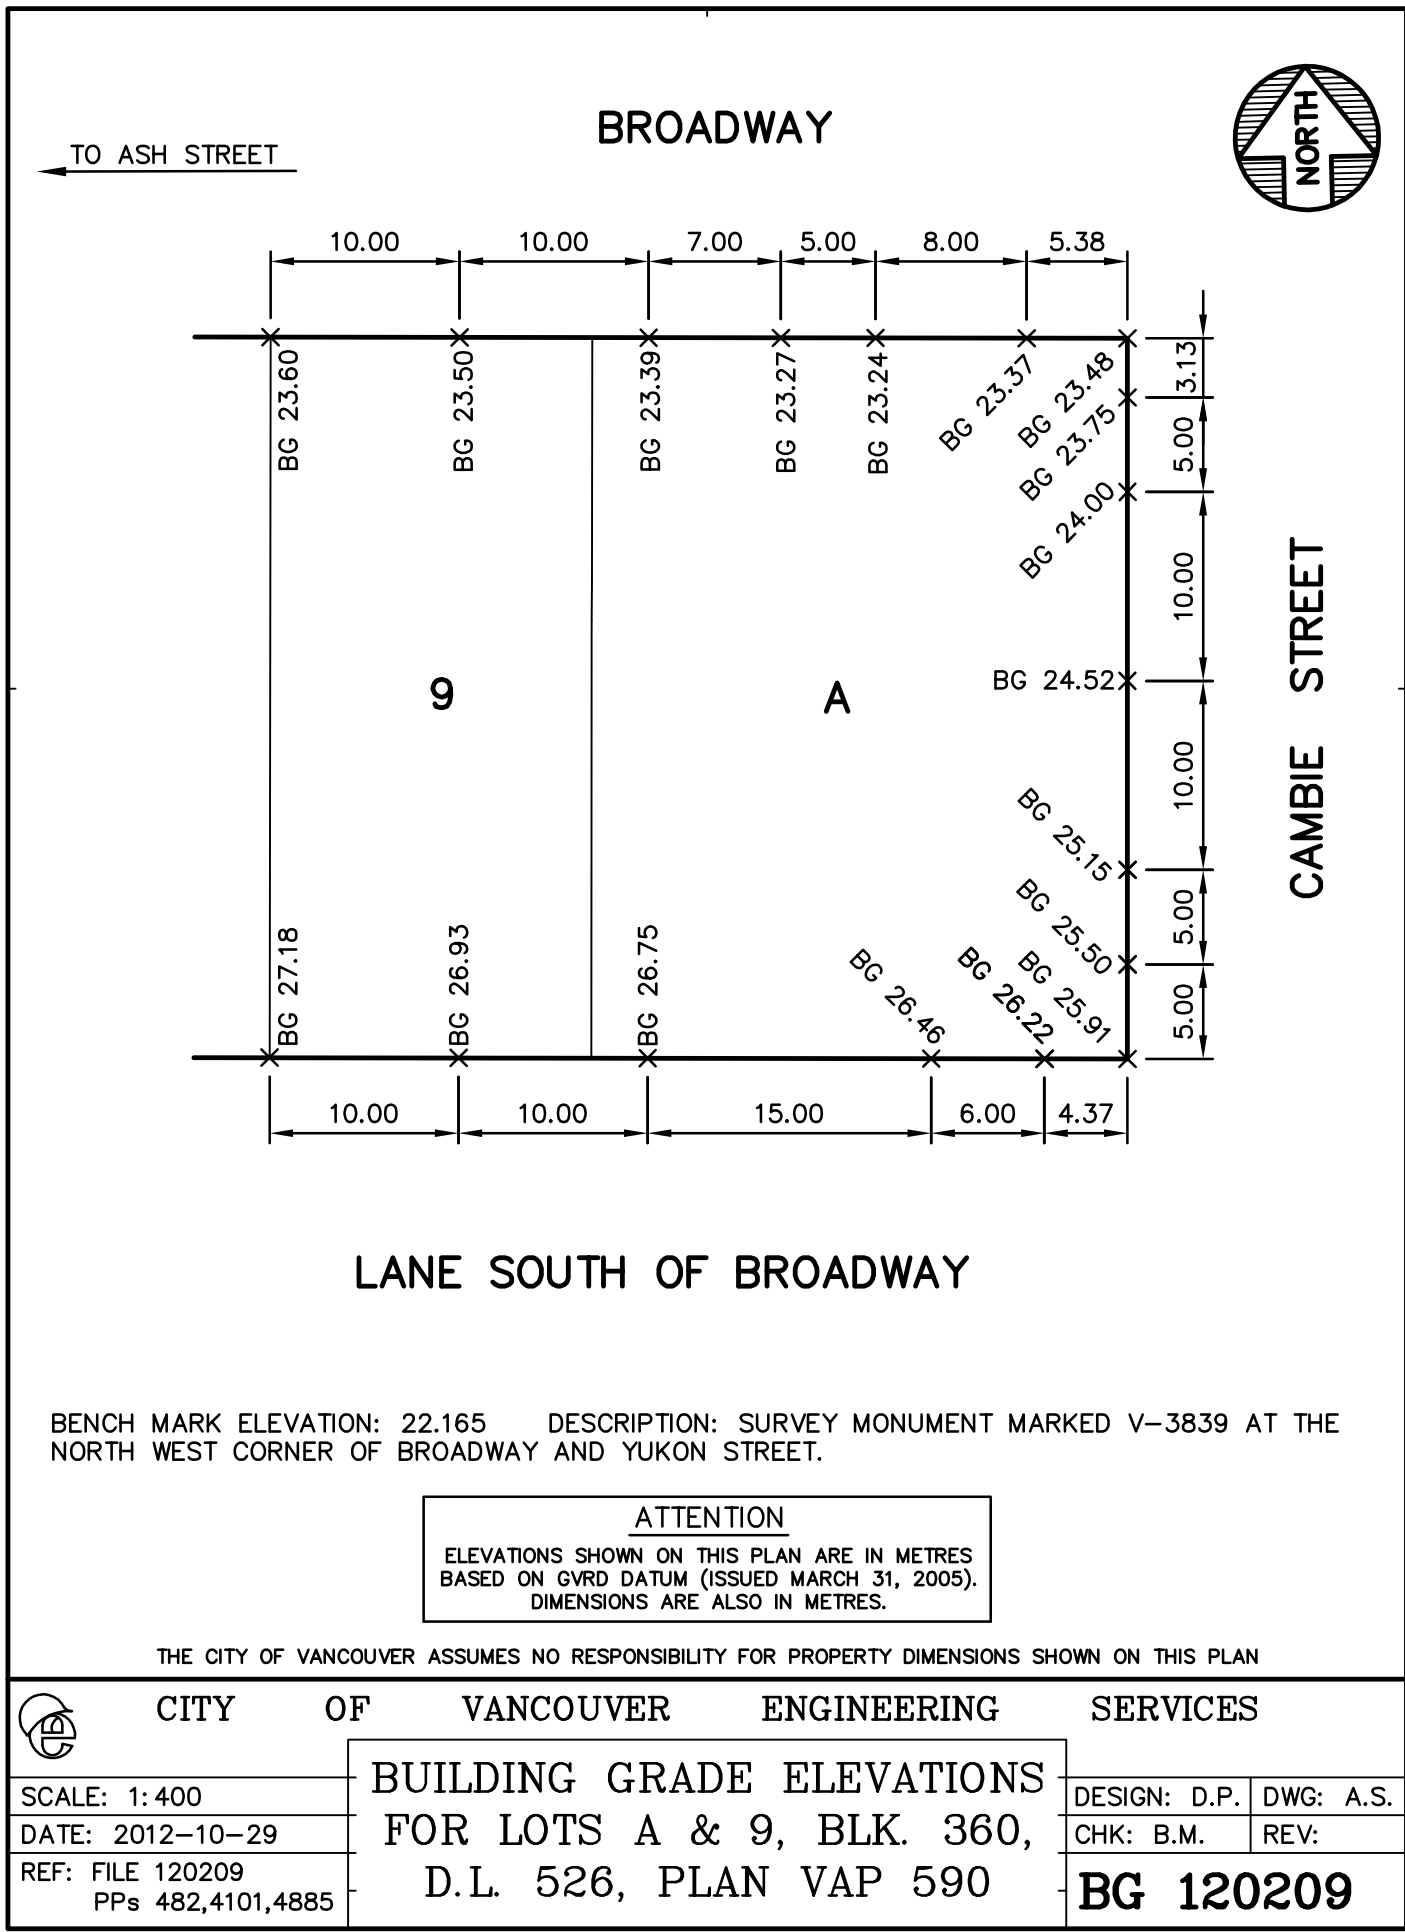 BROADWAY
NORTH
TO ASH STREET
10.00 10.00 7.00 5.00 8.00 5.38
BG 23.60
BG 23.50
BG 23.39
BG 23.27
BG 23.24
BG 23.37
BG 23.48
BG 23.75
BG 24.00
BG 24.52
BG 25.15
BG 25.50
BG 25.91
BG 26.22
BG 26.46
BG 26.75
BG 26.93
BG 27.18
3.13
5.00
10.00
10.00
5.00
5.00
CAMBIE STREET
9
A
10.00 10.00 15.00 6.00 4.37
LANE SOUTH OF BROADWAY
BENCH MARK ELEVATION: 22.165 DESCRIPTION: SURVEY MONUMENT MARKED V-3839 AT THE
NORTH WEST CORNER OF BROADWAY AND YUKON STREET.
ATTENTION
ELEVATIONS SHOWN ON THIS PLAN ARE IN METRES
BASED ON GVRD DATUM (ISSUED MARCH 31, 2005).
DIMENSIONS ARE ALSO IN METRES.
THE CITY OF VANCOUVER ASSUMES NO RESPONSIBILITY FOR PROPERTY DIMENSIONS SHOWN ON THIS PLAN
CITY OF VANCOUVER ENGINEERING SERVICES
SCALE: 1:400
DATE: 2012-10-29
REF: FILE 120209
PPs 482,4101,4885
BUILDING GRADE ELEVATIONS
FOR LOTS A & 9, BLK. 360,
D.L. 526, PLAN VAP 590
DESIGN: D.P. DWG: A.S.
CHK: B.M. REV:
BG 120209